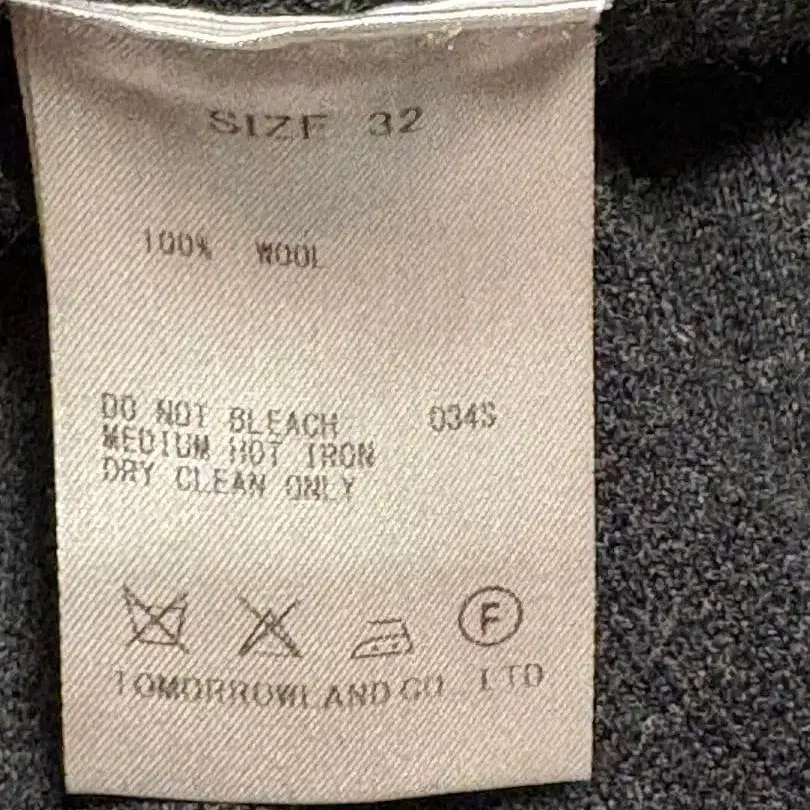 SIZE 32
100% WOOL
DO NOT BLEACH 034S
MEDIUM HOT IRON
DRY CLEAN ONLY
F
TOMORROWLAND CO., LTD